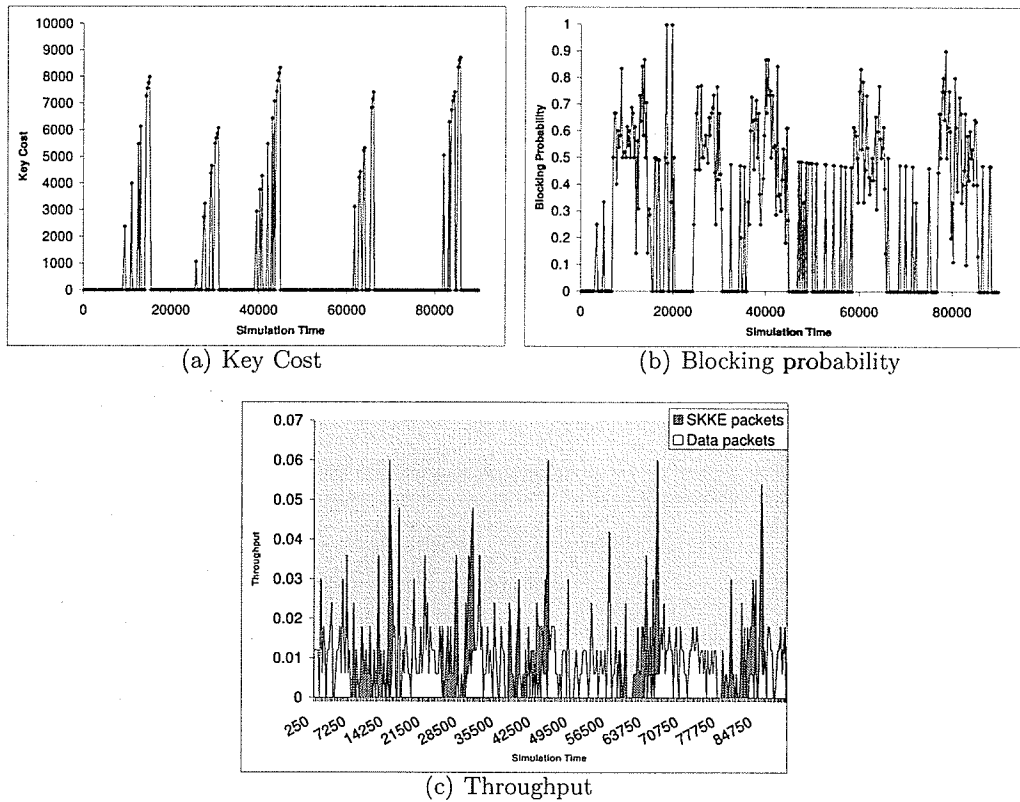 10000
9000
8000
7000
6000
5000
4000
3000
2000
1000
0
Key Cost
0 20000 40000 60000 80000
Simulation Time
(a) Key Cost
1
0.9
0.8
0.7
0.6
0.5
0.4
0.3
0.2
0.1
0
Blocking Probability
0 20000 40000 60000 80000
Simulation Time
(b) Blocking probability
0.07
0.06
0.05
0.04
0.03
0.02
0.01
0
Throughput
SKKE packets
Data packets
250 7250 14250 21500 28500 35500 42500 49500 56500 63750 70750 77750 84750
Simulation Time
(c) Throughput